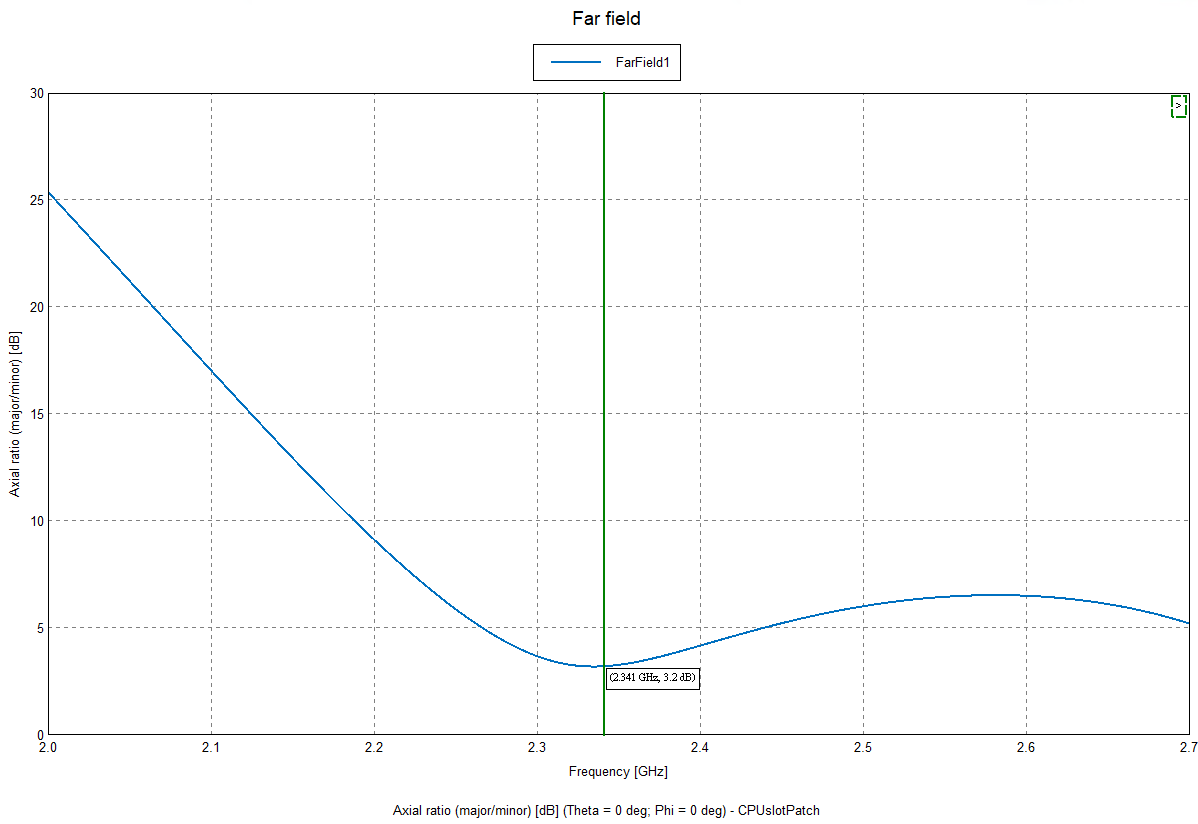 Far field
FarField1
>
30
25
20
15
10
5
0
Axial ratio (major/minor) [dB]
(2.341 GHz, 3.2 dB)
2.0 2.1 2.2 2.3 2.4 2.5 2.6 2.7
Frequency [GHz]
Axial ratio (major/minor) [dB] (Theta = 0 deg; Phi = 0 deg) - CPUslotPatch